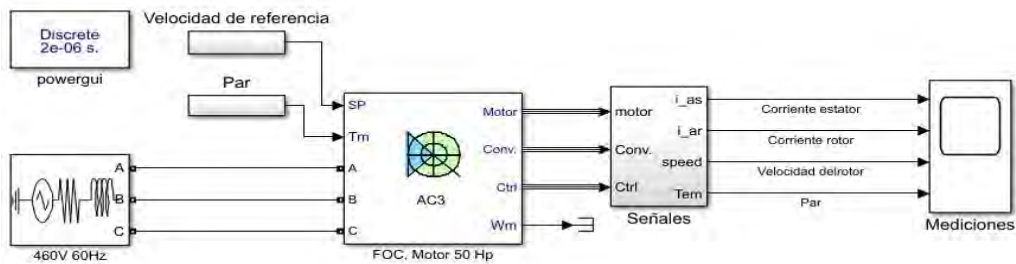 Discrete
2e-06 s.
powergui
Velocidad de referencia
Par
460V 60Hz
A
B
C
SP
Tm
A
B
C
AC3
Motor
Conv.
Ctrl
Wm
FOC, Motor 50 Hp
motor
Conv.
Ctrl
i_as
i_ar
speed
Tem
Señales
Corriente estator
Corriente rotor
Velocidad delrotor
Par
Mediciones